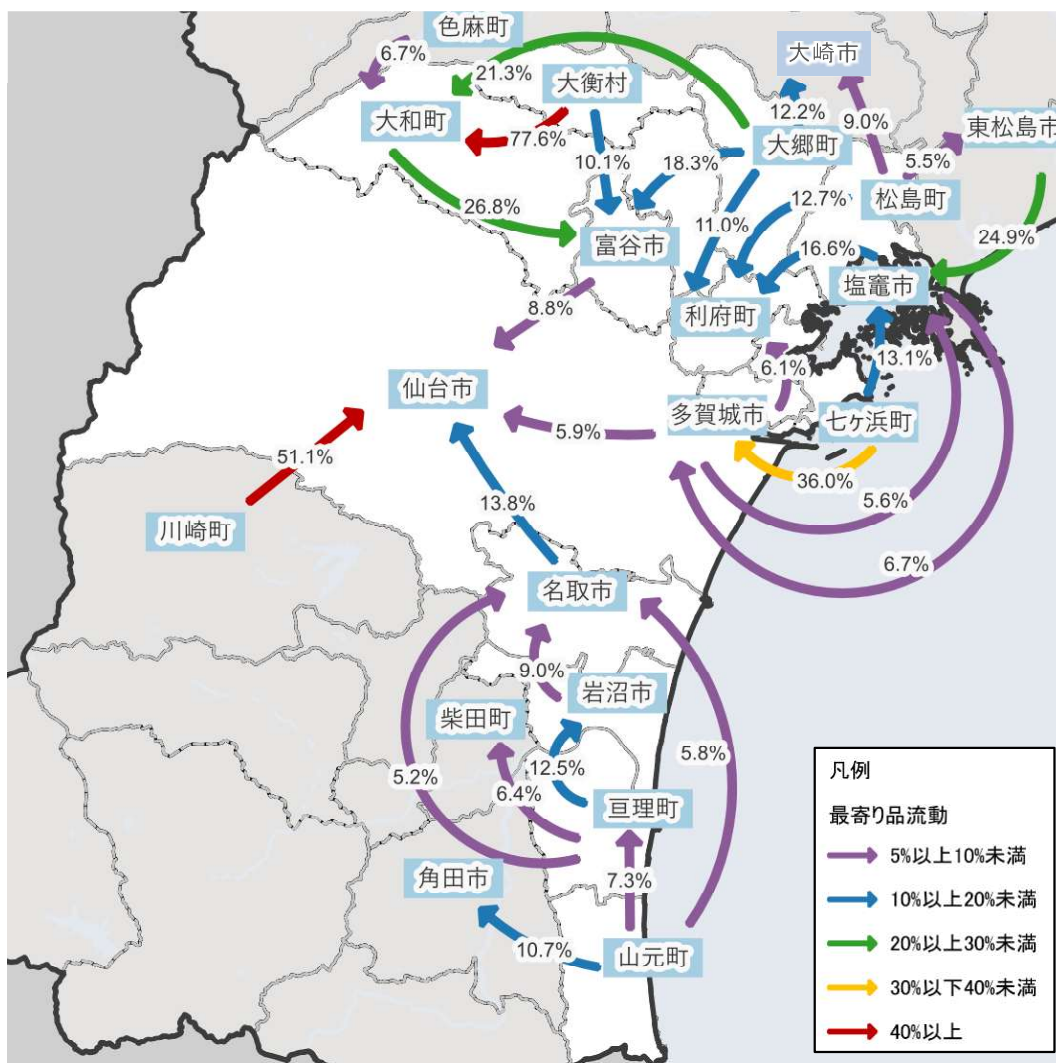 色麻町
6.7%
21.3%
大衡村
大崎市
大和町
77.6%
12.2%
9.0%
東松島市
大郷町
10.1%
18.3%
5.5%
松島町
12.7%
26.8%
11.0%
24.9%
富谷市
16.6%
塩竈市
8.8%
利府町
13.1%
6.1%
仙台市
多賀城市
七ヶ浜町
5.9%
51.1%
36.0%
13.8%
5.6%
川崎町
6.7%
名取市
9.0%
岩沼市
柴田町
5.8%
5.2%
12.5%
6.4%
亘理町
角田市
7.3%
10.7%
山元町
凡例
最寄り品流動
5%以上10%未満
10%以上20%未満
20%以上30%未満
30%以下40%未満
40%以上